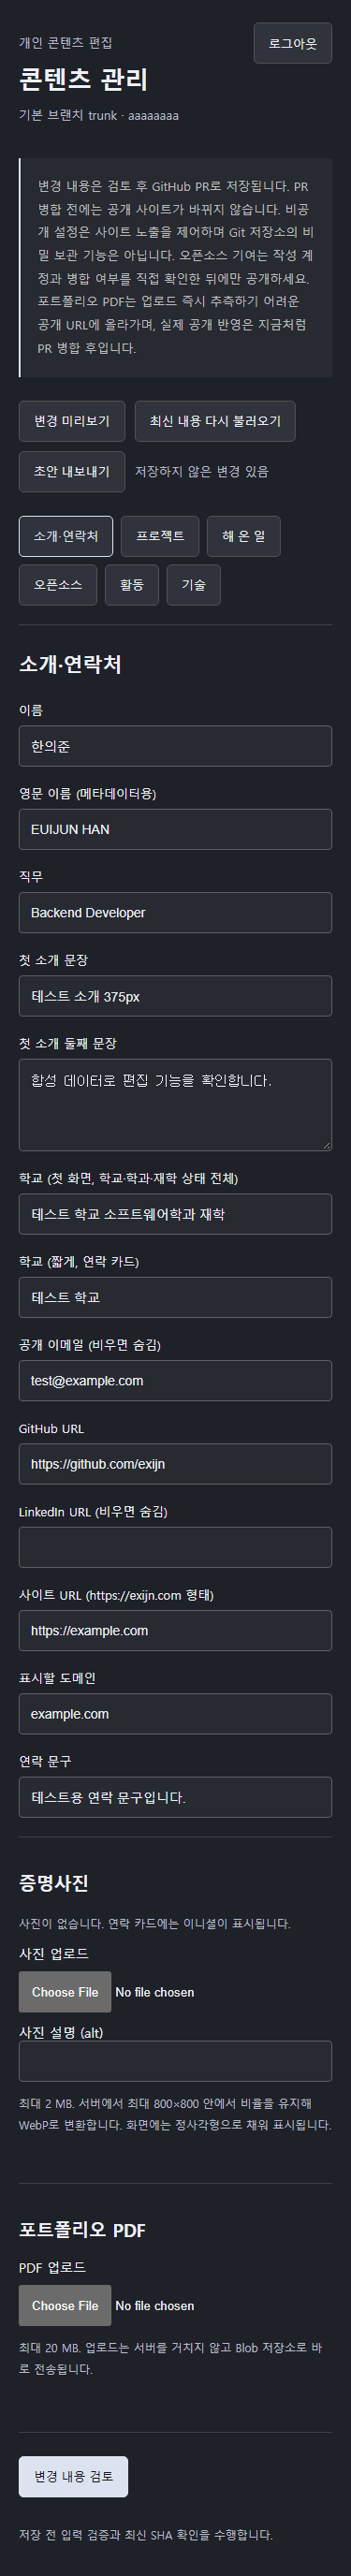 개인 콘텐츠 편집
로그아웃
콘텐츠 관리
기본 브랜치 trunk · aaaaaaaa
변경 내용은 검토 후 GitHub PR로 저장됩니다. PR
병합 전에는 공개 사이트가 바뀌지 않습니다. 비공
개 설정은 사이트 노출을 제어하며 Git 저장소의 비
밀 보관 기능은 아닙니다. 오픈소스 기여는 작성 계
정과 병합 여부를 직접 확인한 뒤에만 공개하세요.
포트폴리오 PDF는 업로드 즉시 추측하기 어려운
공개 URL에 올라가며, 실제 공개 반영은 지금처럼
PR 병합 후입니다.
변경 미리보기
최신 내용 다시 불러오기
초안 내보내기
저장하지 않은 변경 있음
소개·연락처
프로젝트
해 온 일
오픈소스
활동
기술
소개·연락처
이름
한의준
영문 이름 (메타데이터용)
EUIJUN HAN
직무
Backend Developer
첫 소개 문장
테스트 소개 375px
첫 소개 둘째 문장
합성 데이터로 편집 기능을 확인합니다.
학교 (첫 화면, 학교·학과·재학 상태 전체)
테스트 학교 소프트웨어학과 재학
학교 (짧게, 연락 카드)
테스트 학교
공개 이메일 (비우면 숨김)
test@example.com
GitHub URL
https://github.com/exijn
LinkedIn URL (비우면 숨김)
사이트 URL (https://exijn.com 형태)
https://example.com
표시할 도메인
example.com
연락 문구
테스트용 연락 문구입니다.
증명사진
사진이 없습니다. 연락 카드에는 이니셜이 표시됩니다.
사진 업로드
Choose File No file chosen
사진 설명 (alt)
최대 2 MB. 서버에서 최대 800×800 안에서 비율을 유지해
WebP로 변환합니다. 화면에는 정사각형으로 채워 표시됩니다.
포트폴리오 PDF
PDF 업로드
Choose File No file chosen
최대 20 MB. 업로드는 서버를 거치지 않고 Blob 저장소로 바
로 전송됩니다.
변경 내용 검토
저장 전 입력 검증과 최신 SHA 확인을 수행합니다.